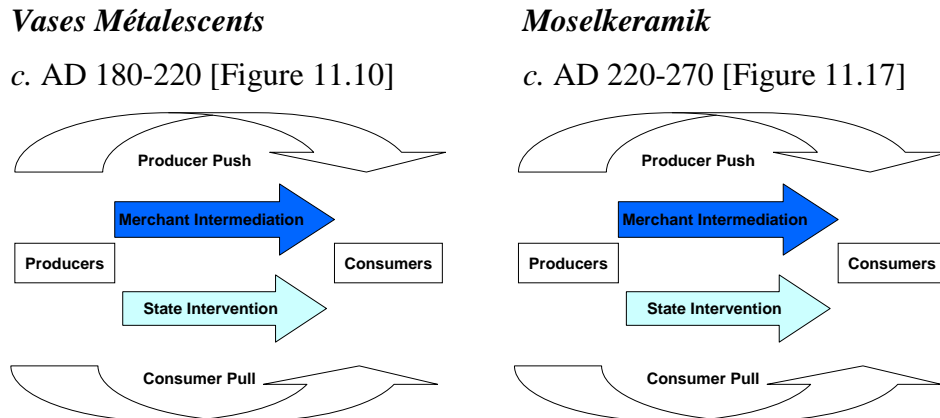 Vases Métalescents
c. AD 180-220 [Figure 11.10]
Producer Push
Merchant Intermediation
Producers
Consumers
State Intervention
Consumer Pull
Moselkeramik
c. AD 220-270 [Figure 11.17]
Producer Push
Merchant Intermediation
Producers
Consumers
State Intervention
Consumer Pull